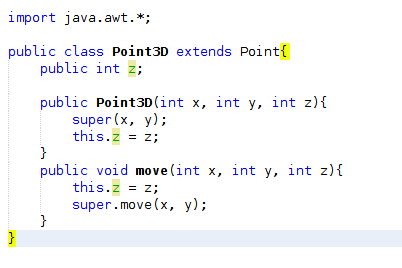 import java.awt.*;

public class Point3D extends Point{
    public int z;

    public Point3D(int x, int y, int z){
        super(x, y);
        this.z = z;
    }
    public void move(int x, int y, int z){
        this.z = z;
        super.move(x, y);
    }
}